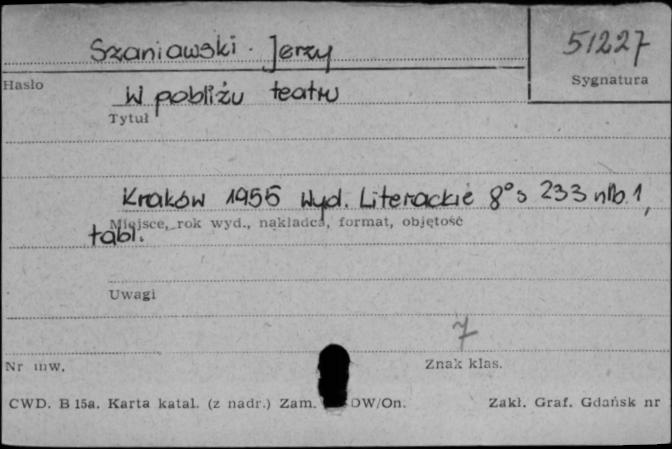 Szaniawski Jerzy
51227
Hasło
Sygnatura
W pobliżu teatru
Tytuł
Kraków 1956 Wyd. Literackie 8° s 233 nlb. 1,
Miejsce, rok wyd., nakładca, format, objętość
tabl.
Uwagi
7
Nr inw.
Znak klas.
CWD. B 15a. Karta katal. (z nadr.) Zam. DW/On.
Zakł. Graf. Gdańsk nr